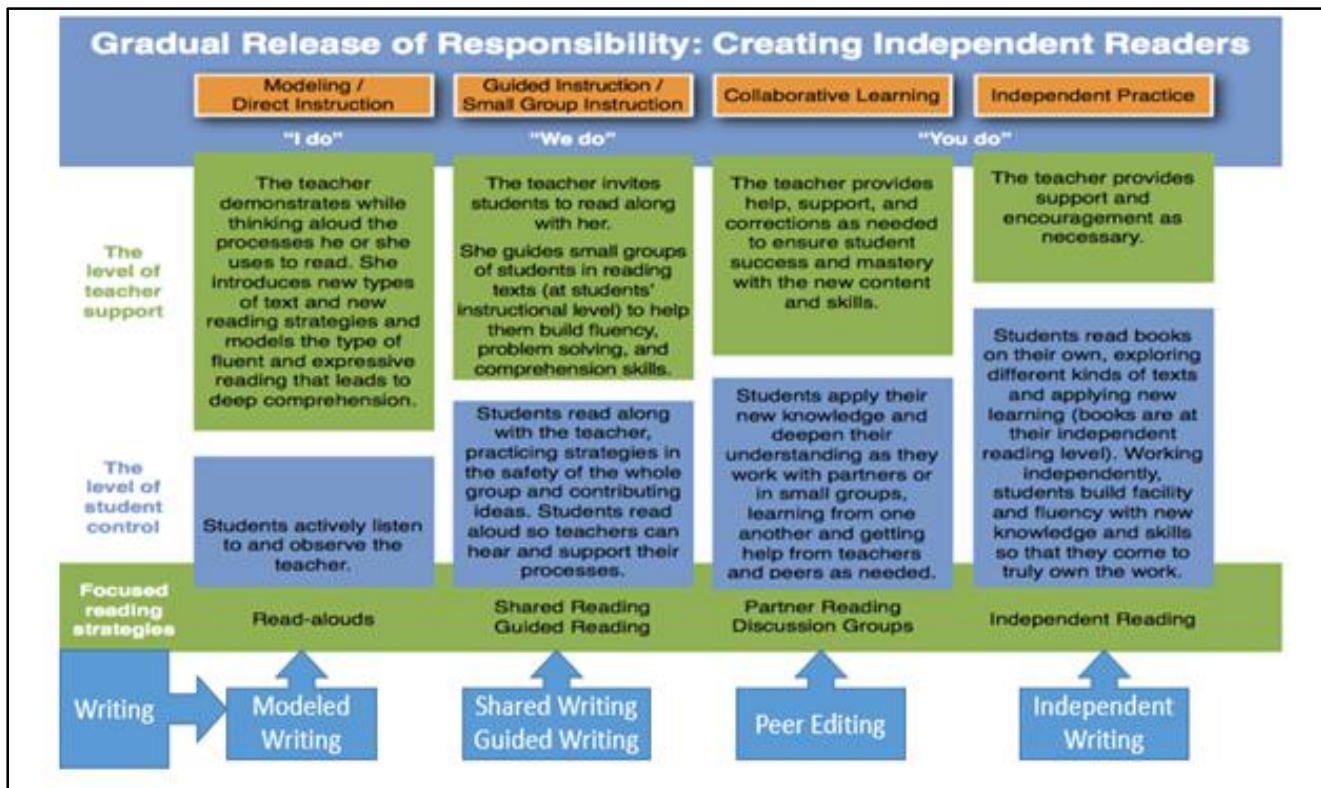 Gradual Release of Responsibility: Creating Independent Readers
Modeling /
Direct Instruction
Guided Instruction /
Small Group Instruction
Collaborative Learning
Independent Practice
"I do"
"We do"
"You do"
The
level of
teacher
support
The teacher
demonstrates while
thinking aloud the
processes he or she
uses to read. She
introduces new types
of text and new
reading strategies and
models the type of
fluent and expressive
reading that leads to
deep comprehension.
The teacher invites
students to read along
with her.
She guides small groups
of students in reading
texts (at students'
instructional level) to help
them build fluency,
problem solving, and
comprehension skills.
The teacher provides
help, support, and
corrections as needed
to ensure student
success and mastery
with the new content
and skills.
The teacher provides
support and
encouragement as
necessary.
The
level of
student
control
Students actively listen
to and observe the
teacher.
Students read along
with the teacher,
practicing strategies
in the safety of the whole
group and contributing
ideas. Students read
aloud so teachers can
hear and support their
processes.
Students apply their
new knowledge and
deepen their
understanding as they
work with partners or
in small groups,
learning from one
another and getting
help from teachers
and peers as needed.
Students read books
on their own, exploring
different kinds of texts
and applying new
learning (books are at
their independent
reading level). Working
independently,
students build facility
and fluency with new
knowledge and skills
so that they come to
truly own the work.
Focused
reading
strategies
Read-alouds
Shared Reading
Guided Reading
Partner Reading
Discussion Groups
Independent Reading
Writing
Modeled
Writing
Shared Writing
Guided Writing
Peer Editing
Independent
Writing